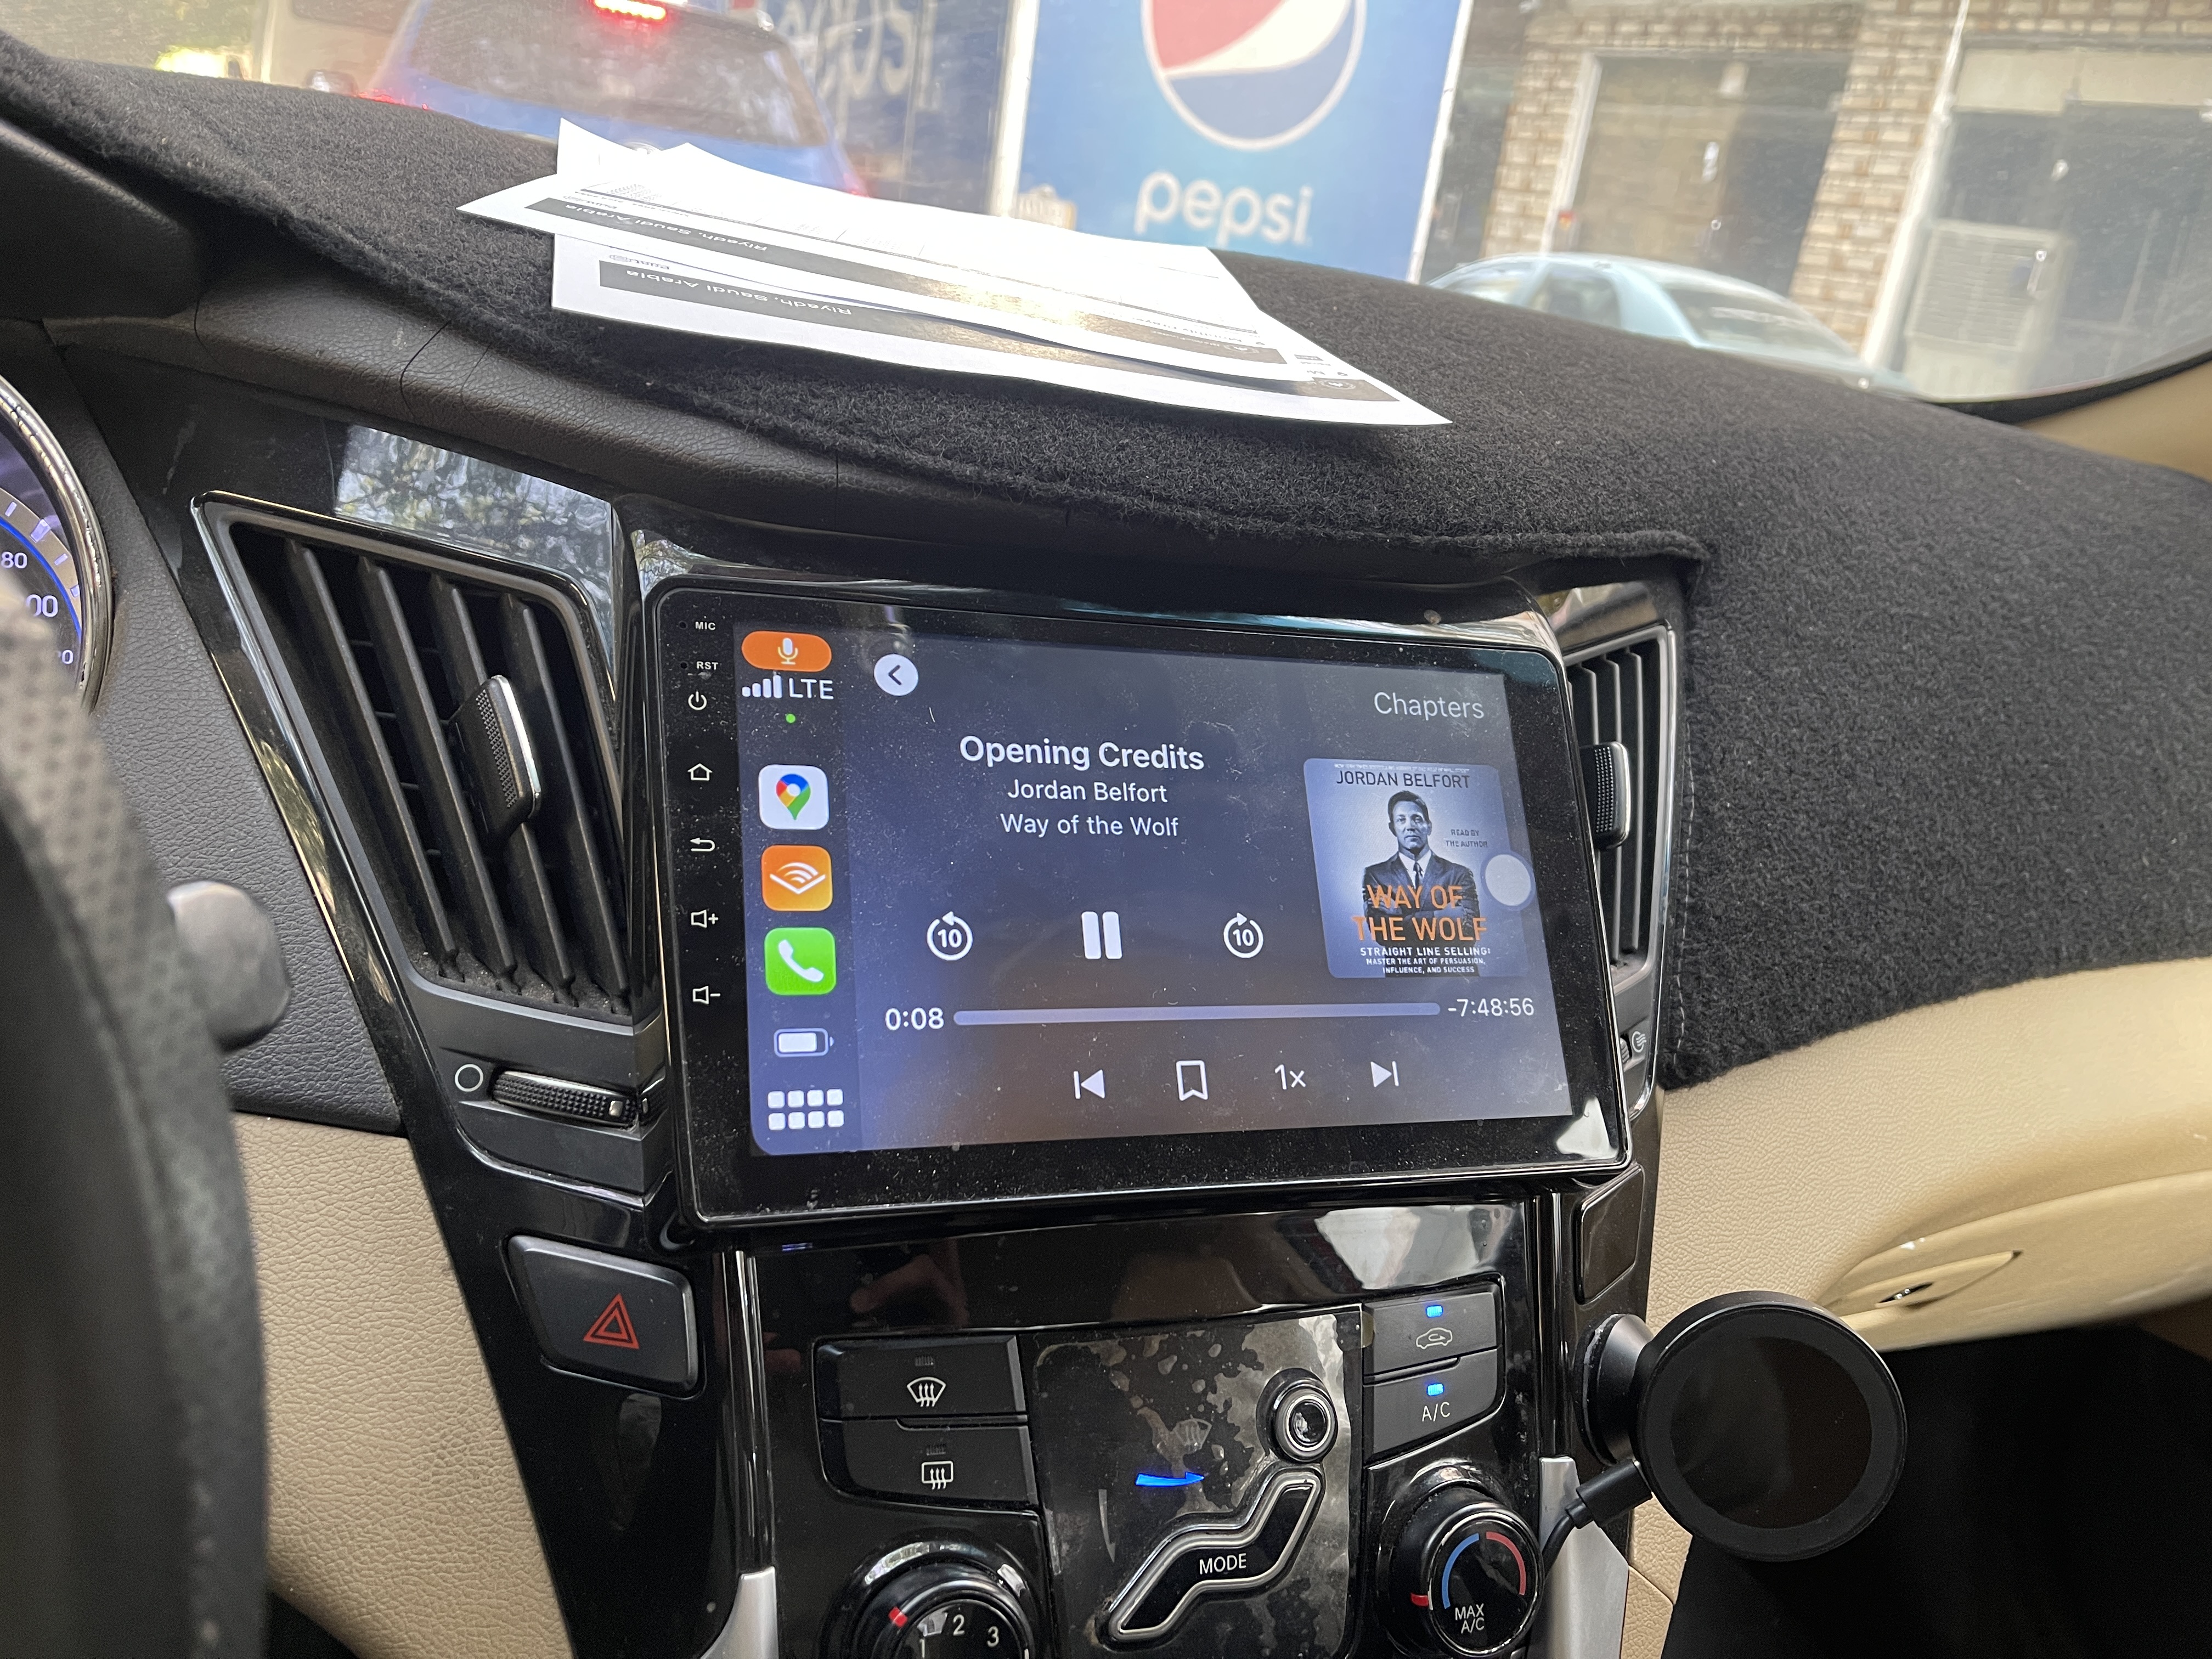 pepsi
Riyadh, Saudi Arabia
Riyadh, Saudi Arabia
80
MIC
RST
LTE
Chapters
Opening Credits
Jordan Belfort
Way of the Wolf
JORDAN BELFORT
READ BY
THE AUTHOR
WAY OF
THE WOLF
STRAIGHT LINE SELLING:
MASTER THE ART OF PERSUASION,
INFLUENCE, AND SUCCESS
10
10
0:08
-7:48:56
1x
A/C
MODE
1 2 3
MAX
A/C